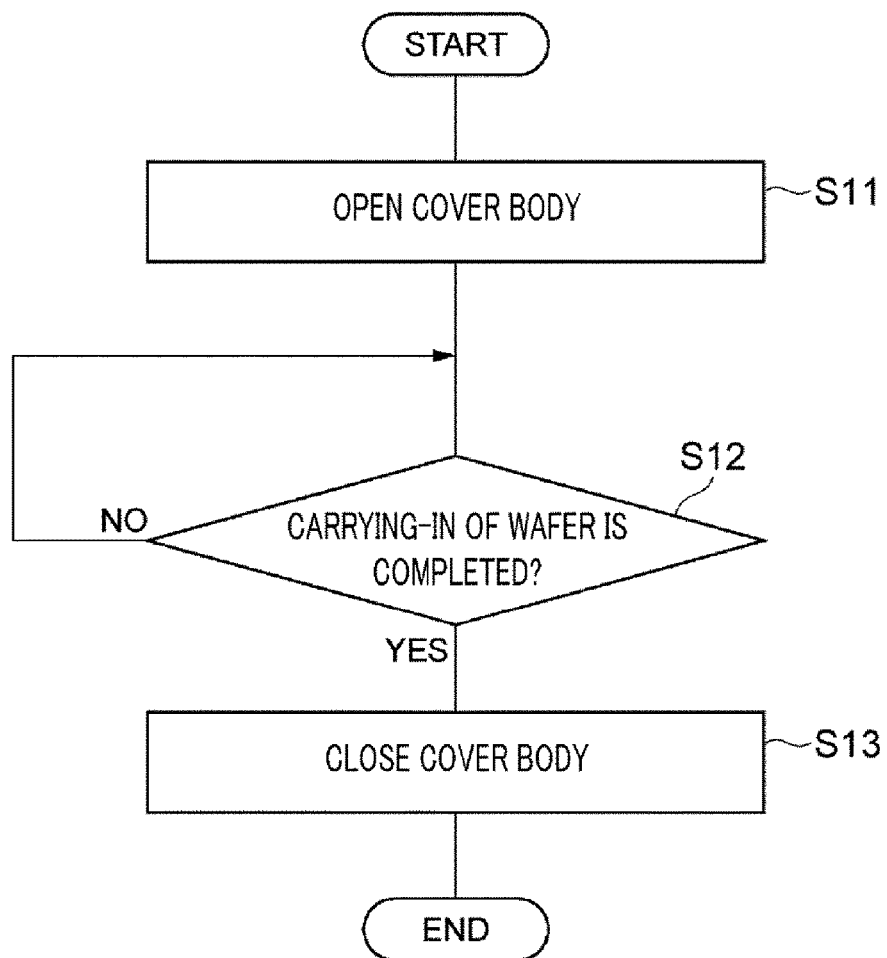 START
OPEN COVER BODY
S11
S12
NO
CARRYING-IN OF WAFER IS
COMPLETED?
YES
CLOSE COVER BODY
S13
END